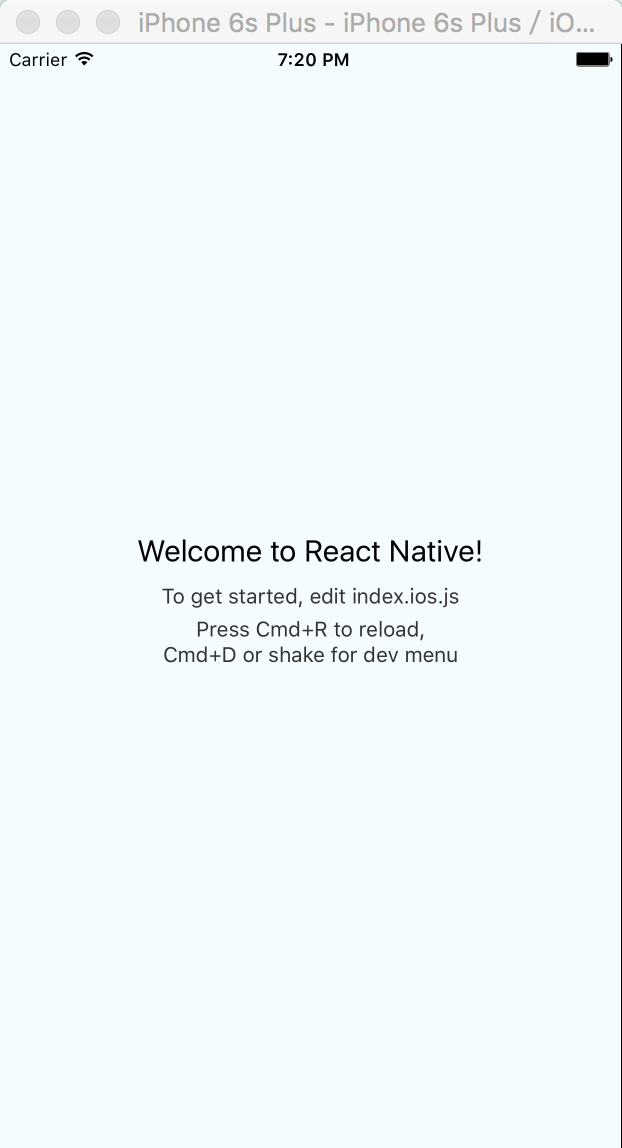 iPhone 6s Plus - iPhone 6s Plus / iO...
Carrier 7:20 PM
Welcome to React Native!
To get started, edit index.ios.js
Press Cmd+R to reload,
Cmd+D or shake for dev menu